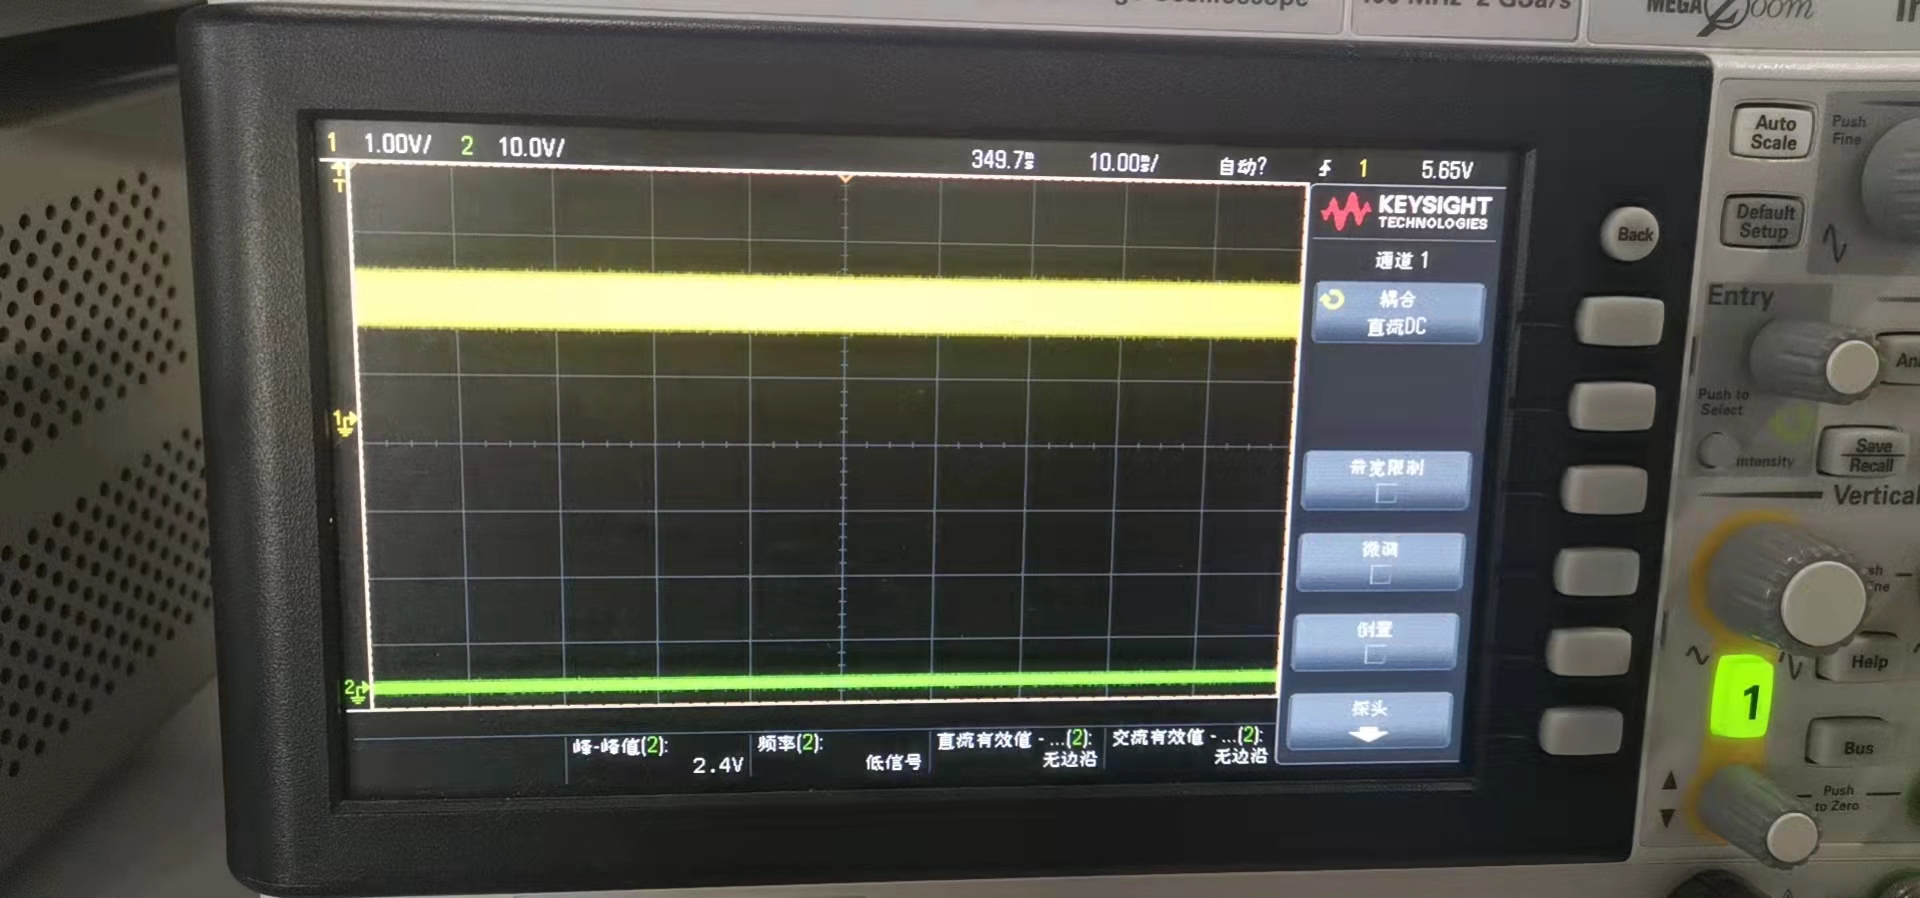 MEGA Zoom
1 1.00V/ 2 10.0V/ 349.7ms 10.00ms/ 自动? 1 5.65V
T
KEYSIGHT
TECHNOLOGIES
通道 1
耦合
直流DC
带宽限制
微调
倒置
探头
1
2
峰-峰值(2):
2.4V
频率(2):
低信号
直流有效值 - ...(2):
无边沿
交流有效值 - ...(2):
无边沿
Auto
Scale
Default
Setup
Push
Fine
Back
Entry
Push to
Select
Intensity
Save
Recall
Vertical
Help
1
Bus
Push
to Zero